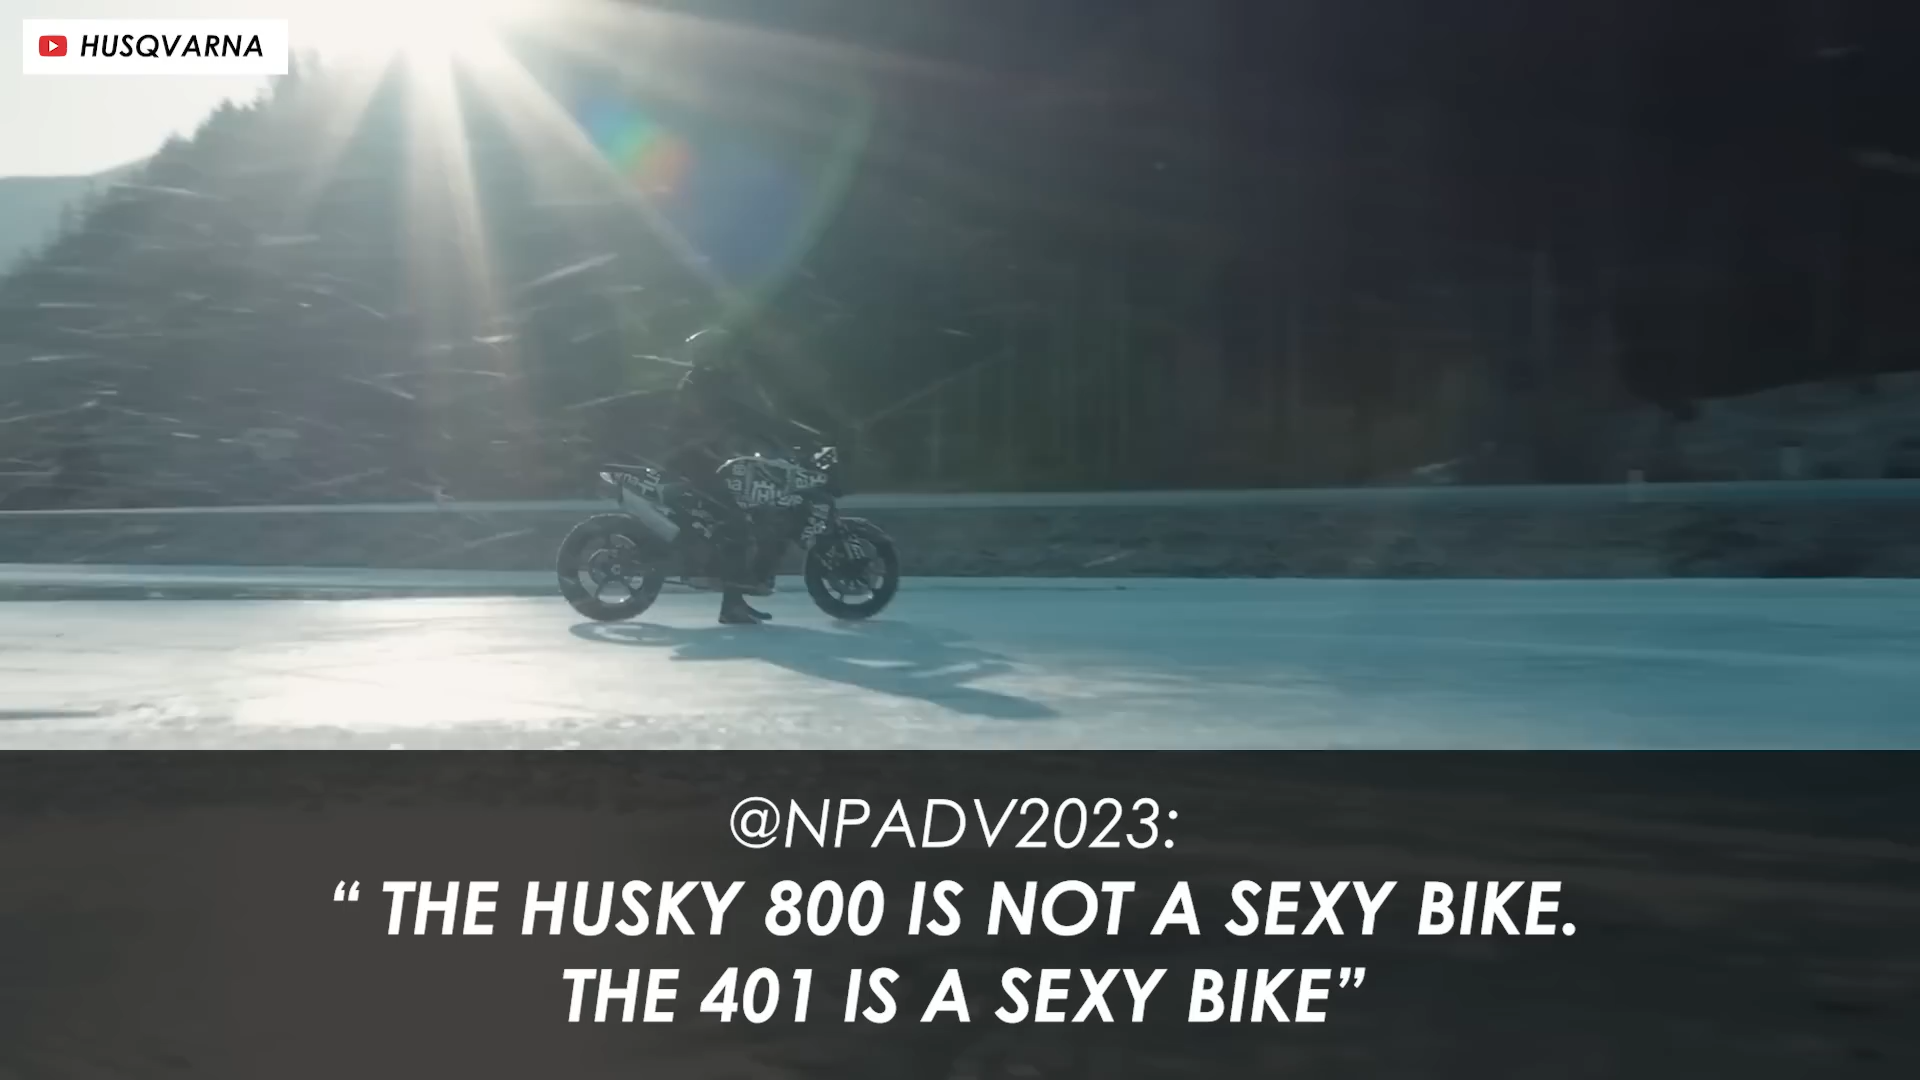 HUSQVARNA
@NPADV2023:
“ THE HUSKY 800 IS NOT A SEXY BIKE.
THE 401 IS A SEXY BIKE”